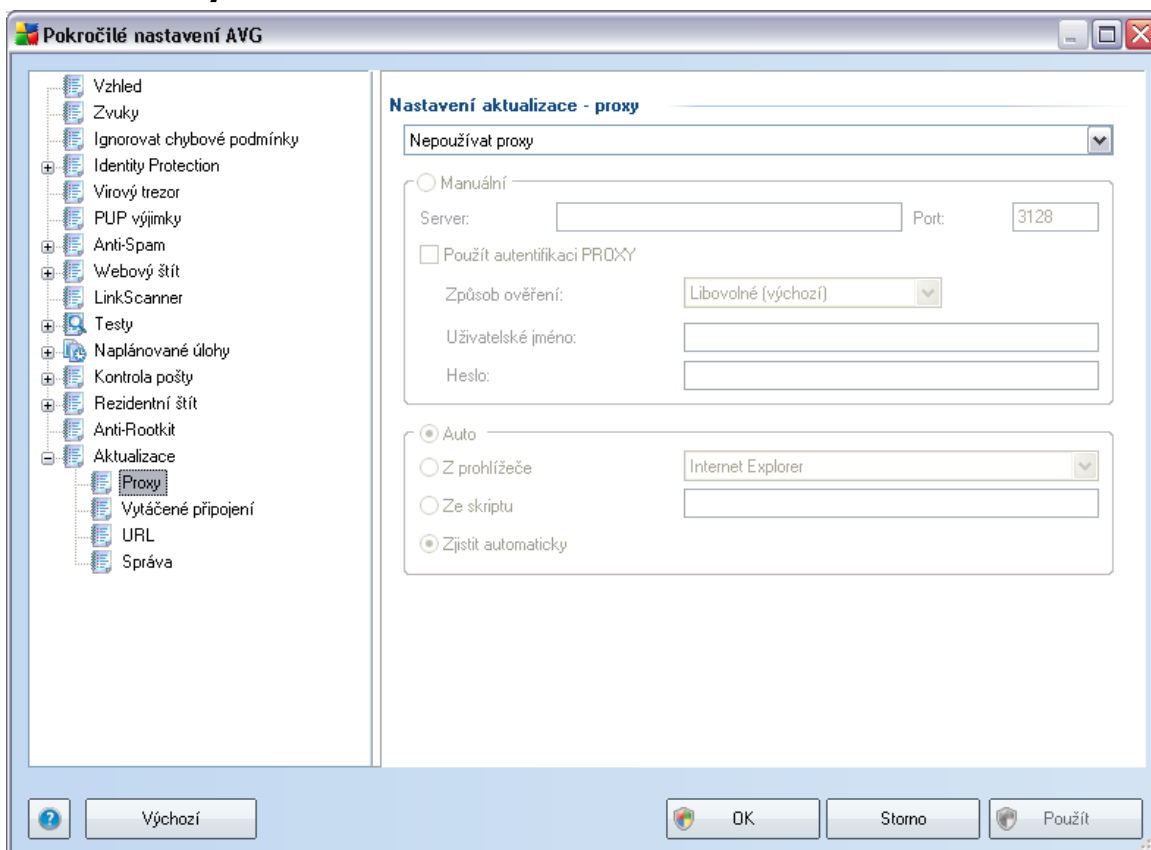 Pokročilé nastavení AVG
Vzhled
Zvuky
Ignorovat chybové podmínky
Identity Protection
Virový trezor
PUP výjimky
Anti-Spam
Webový štít
LinkScanner
Testy
Naplánované úlohy
Kontrola pošty
Rezidentní štít
Anti-Rootkit
Aktualizace
Proxy
Vytáčené připojení
URL
Správa
Nastavení aktualizace - proxy
Nepoužívat proxy
Manuální
Server: Port: 3128
Použít autentifikaci PROXY
Způsob ověření: Libovolné (výchozí)
Uživatelské jméno:
Heslo:
Auto
Z prohlížeče Internet Explorer
Ze skriptu
Zjistit automaticky
Výchozí OK Storno Použít